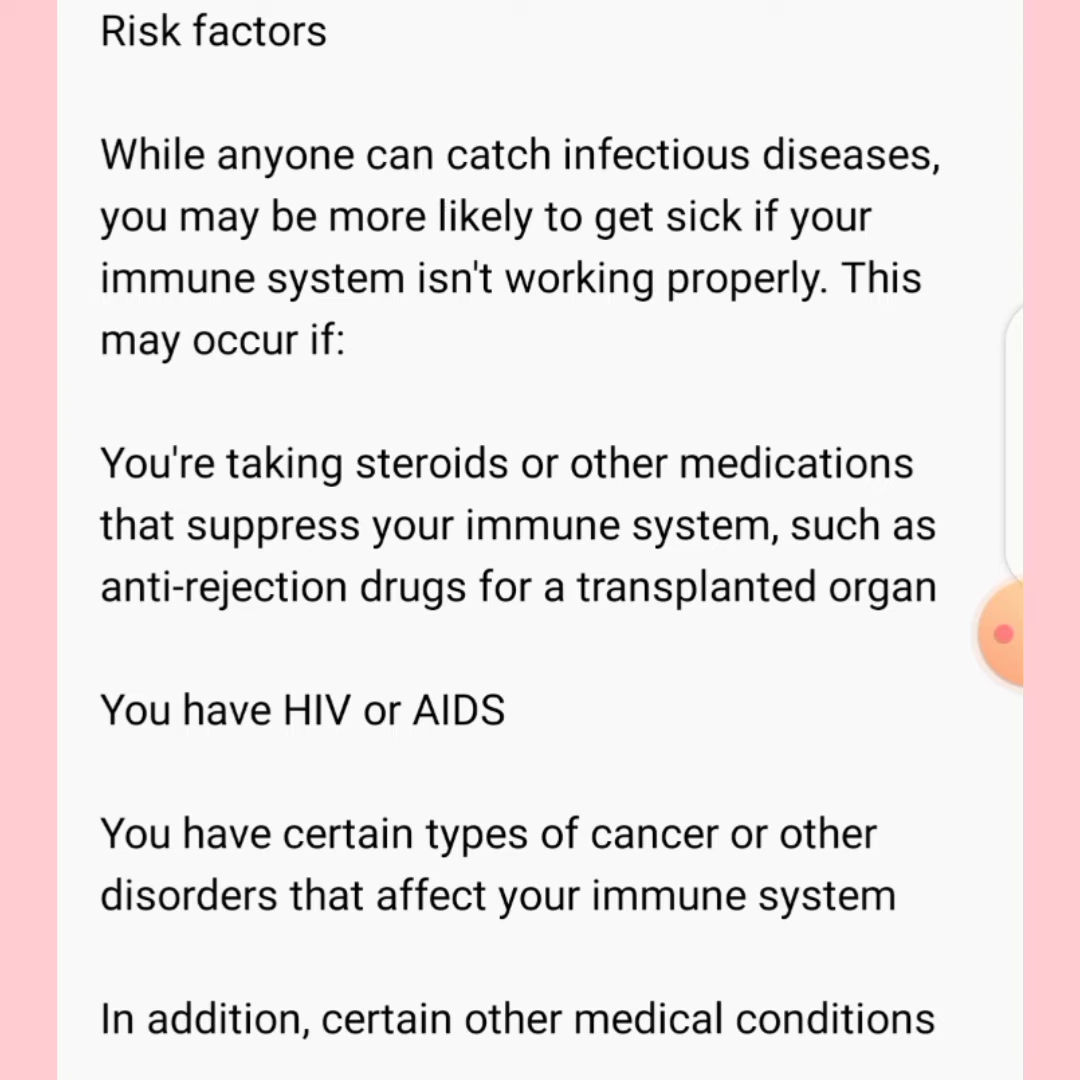 Risk factors
While anyone can catch infectious diseases,
you may be more likely to get sick if your
immune system isn't working properly. This
may occur if:
You're taking steroids or other medications
that suppress your immune system, such as
anti-rejection drugs for a transplanted organ
You have HIV or AIDS
You have certain types of cancer or other
disorders that affect your immune system
In addition, certain other medical conditions